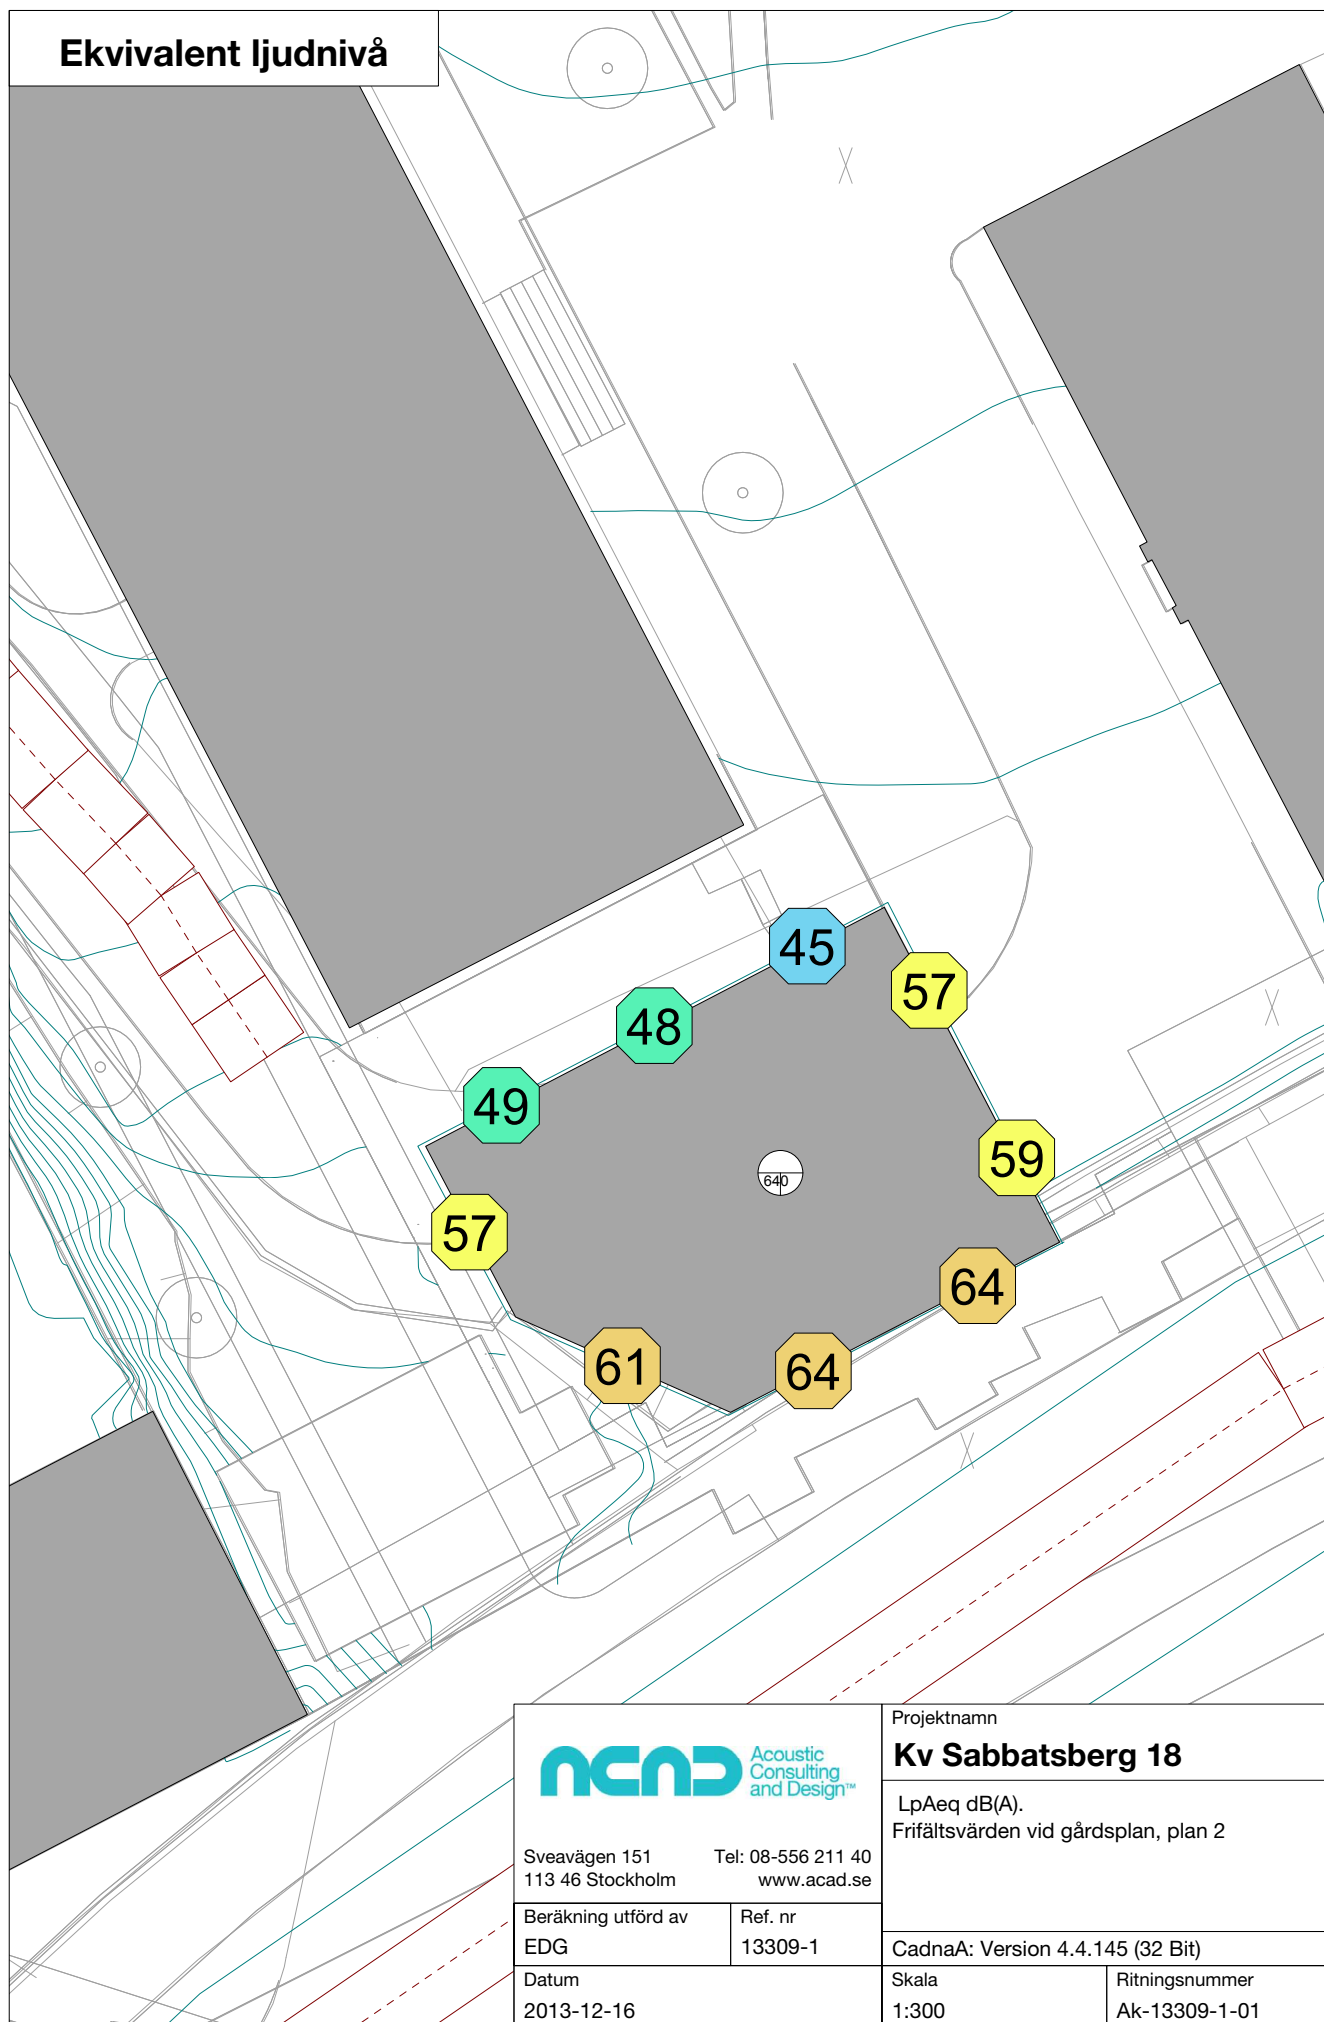 Ekvivalent ljudnivå
45
57
48
49
59
640
57
64
61
64
acad
Acoustic
Consulting
and Design™
Sveavägen 151
113 46 Stockholm
Tel: 08-556 211 40
www.acad.se
Beräkning utförd av
EDG
Ref. nr
13309-1
Datum
2013-12-16
Projektnamn
Kv Sabbatsberg 18
LpAeq dB(A).
Frifältsvärden vid gårdsplan, plan 2
CadnaA: Version 4.4.145 (32 Bit)
Skala
1:300
Ritningsnummer
Ak-13309-1-01